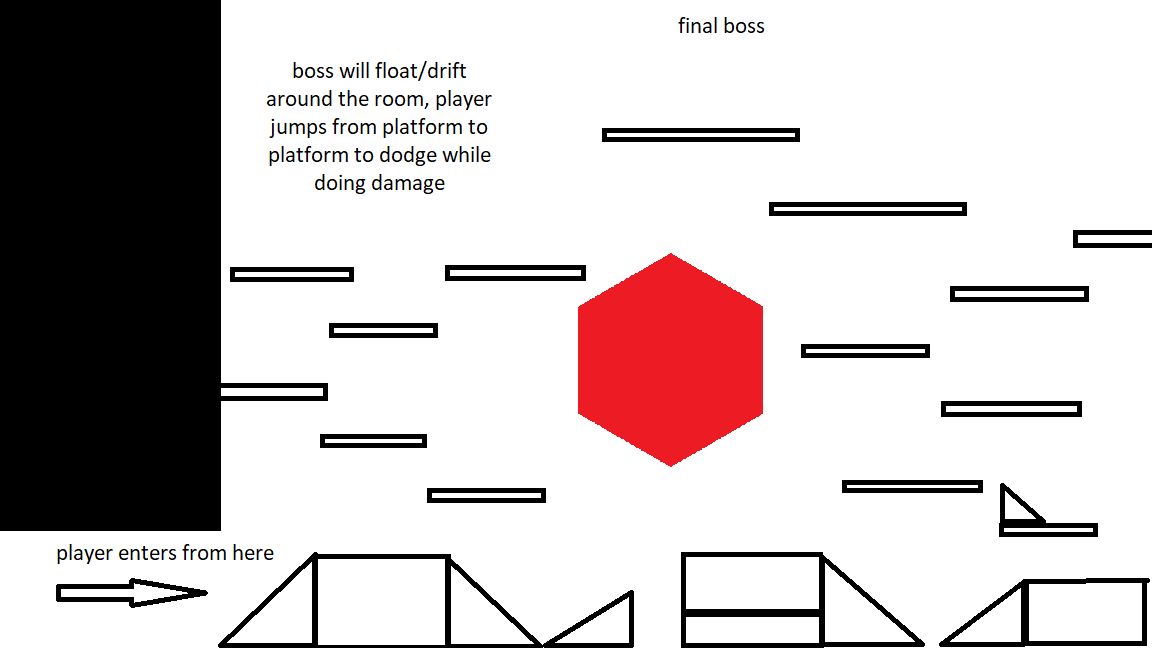 final boss
boss will float/drift
around the room, player
jumps from platform to
platform to dodge while
doing damage
player enters from here